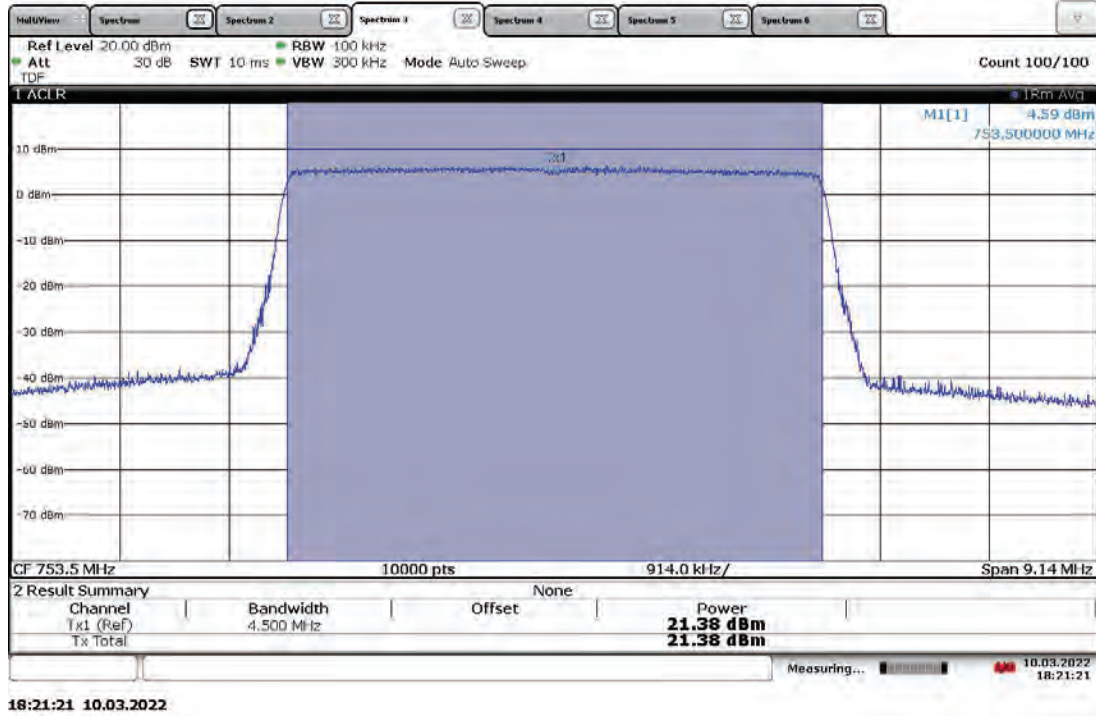 MultiView Spectrum Spectrum 2 Spectrum 3 Spectrum 4 Spectrum 5 Spectrum 6
Ref Level 20.00 dBm RBW 100 kHz
Att 30 dB SWT 10 ms VBW 300 kHz Mode Auto Sweep Count 100/100
TDF
1 ACLR 1Rm Avg
M1[1] 4.59 dBm
753.500000 MHz
10 dBm
Tx1
0 dBm
-10 dBm
-20 dBm
-30 dBm
-40 dBm
-50 dBm
-60 dBm
-70 dBm
CF 753.5 MHz 10000 pts 914.0 kHz/ Span 9.14 MHz
2 Result Summary None
Channel Bandwidth Offset Power
Tx1 (Ref) 4.500 MHz 21.38 dBm
Tx Total 21.38 dBm
Measuring... 10.03.2022
18:21:21
18:21:21 10.03.2022